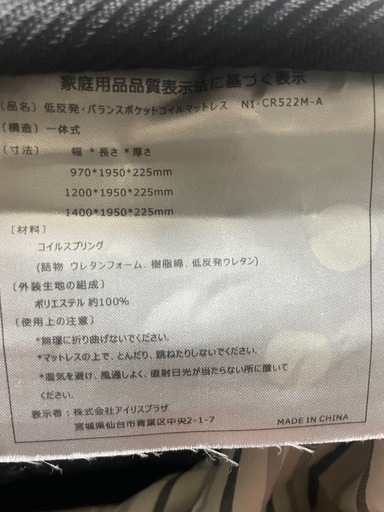 家庭用品品質表示法に基づく表示
〔品名〕低反発・バランスポケットコイルマットレス NI-CR522M-A
〔構造〕一体式
〔寸法〕 幅 *長さ *厚さ
970*1950*225mm
1200*1950*225mm
1400*1950*225mm
〔材料〕
コイルスプリング
(詰物 ウレタンフォーム、樹脂綿、低反発ウレタン)
〔外装生地の組成〕
ポリエステル 約100%
〔使用上の注意〕
*無理に折り曲げないでください.
*マットレスの上で、とんだり、跳ねたりしないでください.
*湿気を避け、風通しよく、直射日光が当たらない所に置いて
ください.
表示者：株式会社アイリスプラザ
宮城県仙台市青葉区中央2-1-7
MADE IN CHINA